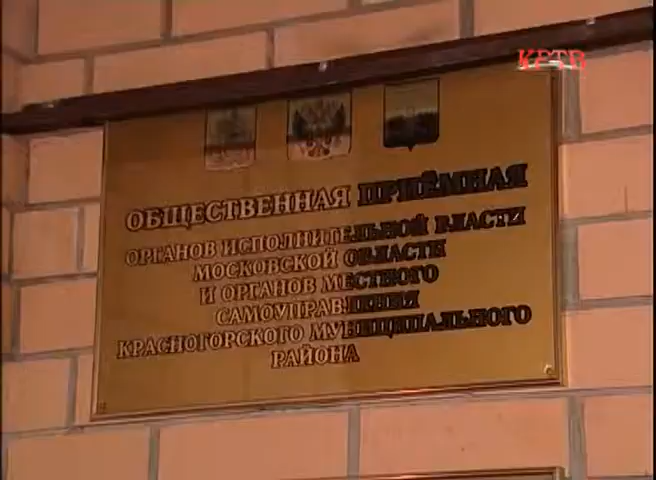 КРТВ
ОБЩЕСТВЕННАЯ ПРИЁМНАЯ
ОРГАНОВ ИСПОЛНИТЕЛЬНОЙ ВЛАСТИ
МОСКОВСКОЙ ОБЛАСТИ
И ОРГАНОВ МЕСТНОГО
САМОУПРАВЛЕНИЯ
КРАСНОГОРСКОГО МУНИЦИПАЛЬНОГО
РАЙОНА